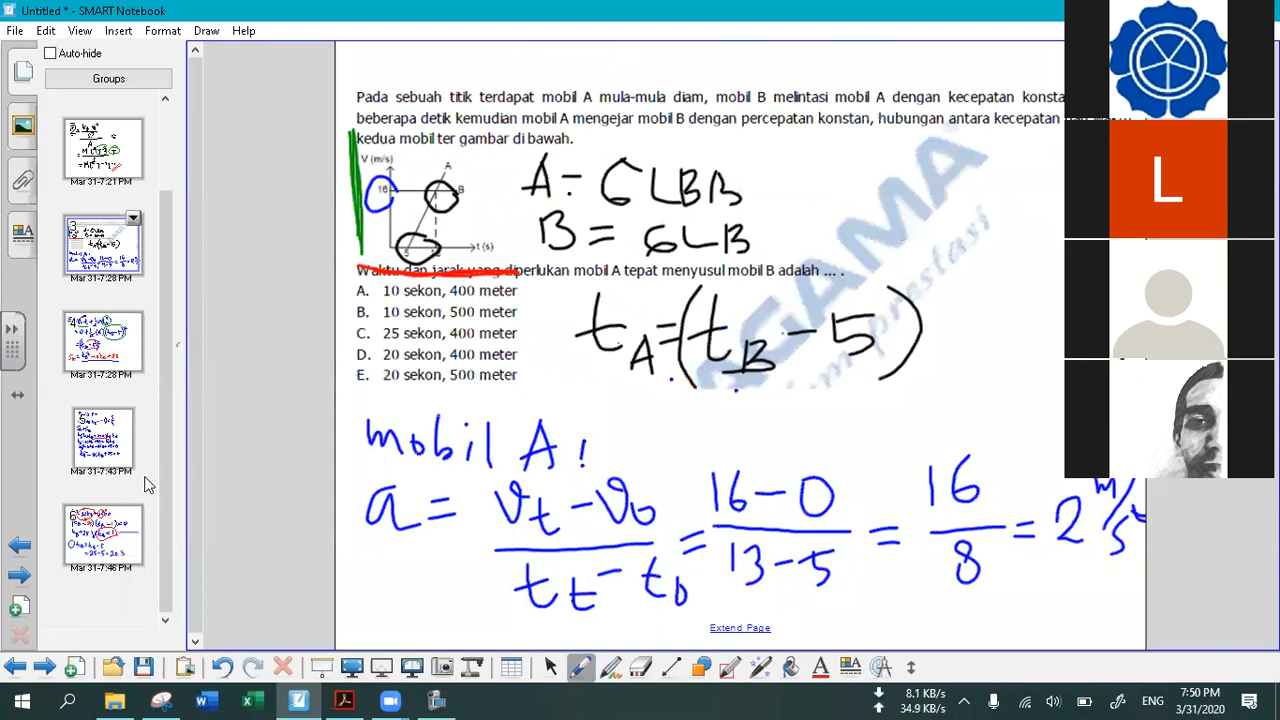 Untitled * - SMART Notebook
File Edit View Insert Format Draw Help
Auto-hide
Groups
Mar 31-7:21 PM
Mar 31-7:28 PM
Mar 31-7:28 PM
Mar 31-7:43 PM
Mar 31-7:48 PM
Pada sebuah titik terdapat mobil A mula-mula diam, mobil B melintasi mobil A dengan kecepatan
beberapa detik kemudian mobil A mengejar mobil B dengan percepatan konstan, hubungan antara kecepatan
kedua mobil ter gambar di bawah.
V (m/s)
A
16
B
t (s)
5
A = GLBB
B = GLB
Waktu dan jarak yang diperlukan mobil A tepat menyusul mobil B adalah ... .
A. 10 sekon, 400 meter
B. 10 sekon, 500 meter
C. 25 sekon, 400 meter
D. 20 sekon, 400 meter
E. 20 sekon, 500 meter
tA = (tB - 5)
AGAMA
mobil A !
a = vt - v0 / tt - t0 = 16 - 0 / 13 - 5 = 16 / 8 = 2 m/s
Extend Page
L
8.1 KB/s
34.9 KB/s
ENG
7:50 PM
3/31/2020